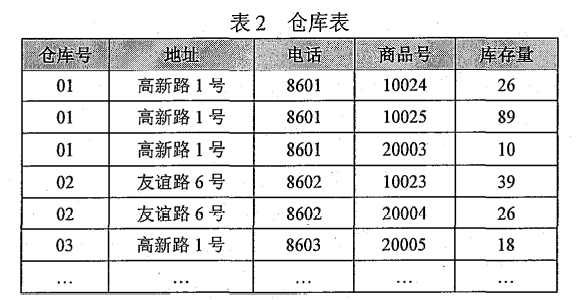 表2 仓库表
仓库号 地址 电话 商品号 库存量
01 高新路1号 8601 10024 26
01 高新路1号 8601 10025 89
01 高新路1号 8601 20003 10
02 友谊路6号 8602 10023 39
02 友谊路6号 8602 20004 26
03 高新路1号 8603 20005 18
… … … … …